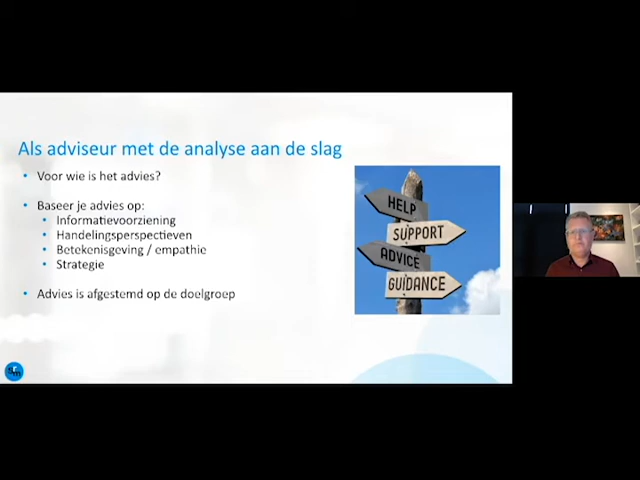 Als adviseur met de analyse aan de slag
• Voor wie is het advies?
• Baseer je advies op:
• Informatievoorziening
• Handelingsperspectieven
• Betekenisgeving / empathie
• Strategie
• Advies is afgestemd op de doelgroep
HELP
SUPPORT
ADVICE
GUIDANCE